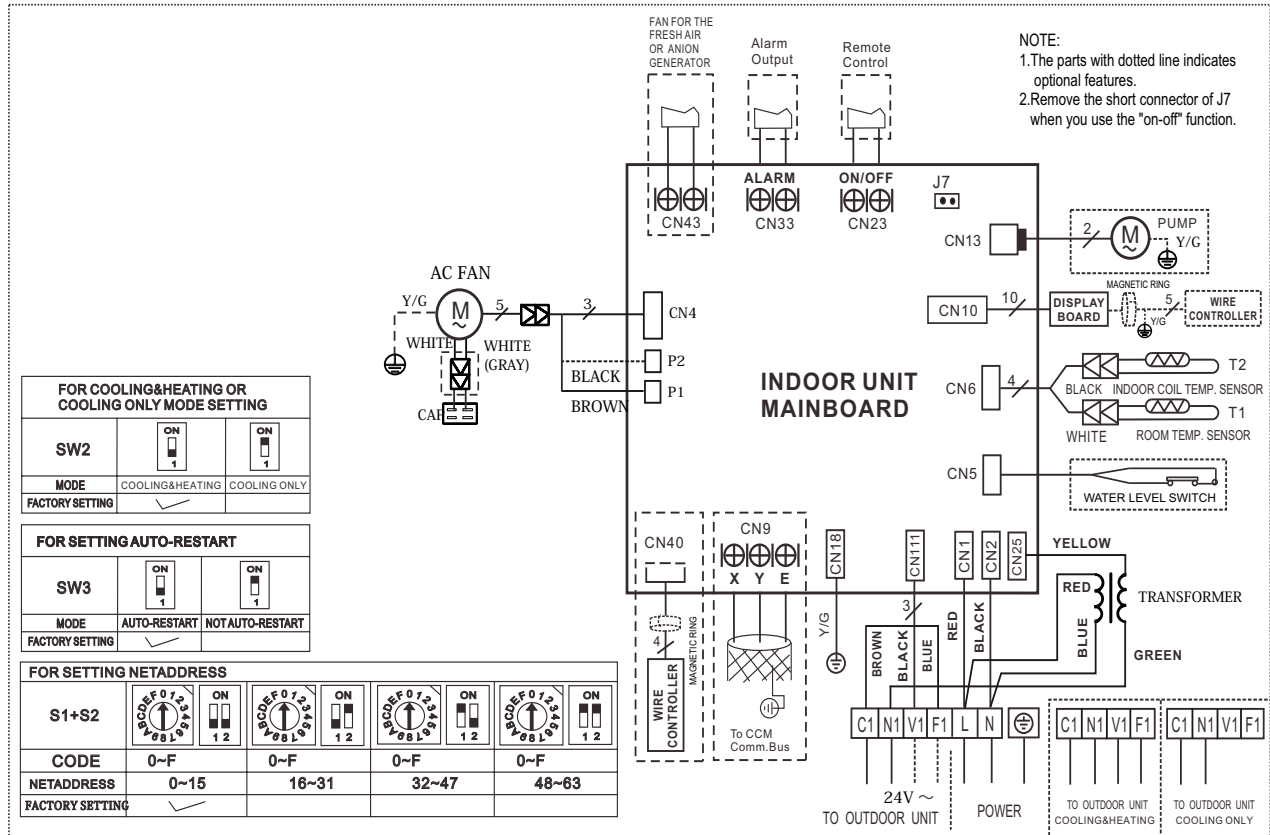 FAN FOR THE
FRESH AIR
OR ANION
GENERATOR
Alarm
Output
Remote
Control
NOTE:
1.The parts with dotted line indicates
optional features.
2.Remove the short connector of J7
when you use the "on-off" function.
ALARM
ON/OFF
J7
CN43
CN33
CN23
CN13
2
M
~
PUMP
Y/G
AC FAN
Y/G
M
~
5
3
CN4
WHITE
WHITE
(GRAY)
P2
BLACK
P1
BROWN
CAP
INDOOR UNIT
MAINBOARD
CN10
10
DISPLAY
BOARD
MAGNETIC RING
Y/G
5
WIRE
CONTROLLER
CN6
4
T2
BLACK INDOOR COIL TEMP. SENSOR
T1
WHITE ROOM TEMP. SENSOR
CN5
WATER LEVEL SWITCH
FOR COOLING&HEATING OR
COOLING ONLY MODE SETTING
SW2
ON
1
ON
1
MODE COOLING&HEATING COOLING ONLY
FACTORY SETTING
FOR SETTING AUTO-RESTART
SW3
ON
1
ON
1
MODE AUTO-RESTART NOT AUTO-RESTART
FACTORY SETTING
FOR SETTING NETADDRESS
S1+S2
0123456789ABCDEF
ON
1 2
0123456789ABCDEF
ON
1 2
0123456789ABCDEF
ON
1 2
0123456789ABCDEF
ON
1 2
CODE 0~F 0~F 0~F 0~F
NETADDRESS 0~15 16~31 32~47 48~63
FACTORY SETTING
CN40
4
MAGNETIC RING
WIRE
CONTROLLER
CN9
X Y E
To CCM
Comm.Bus
CN18
Y/G
CN111
3
BROWN
BLACK
BLUE
CN1
RED
CN2
BLACK
CN25
YELLOW
RED
BLUE
TRANSFORMER
GREEN
C1 N1 V1 F1 L N
24V ~
TO OUTDOOR UNIT
POWER
C1 N1 V1 F1
TO OUTDOOR UNIT
COOLING&HEATING
C1 N1 V1 F1
TO OUTDOOR UNIT
COOLING ONLY